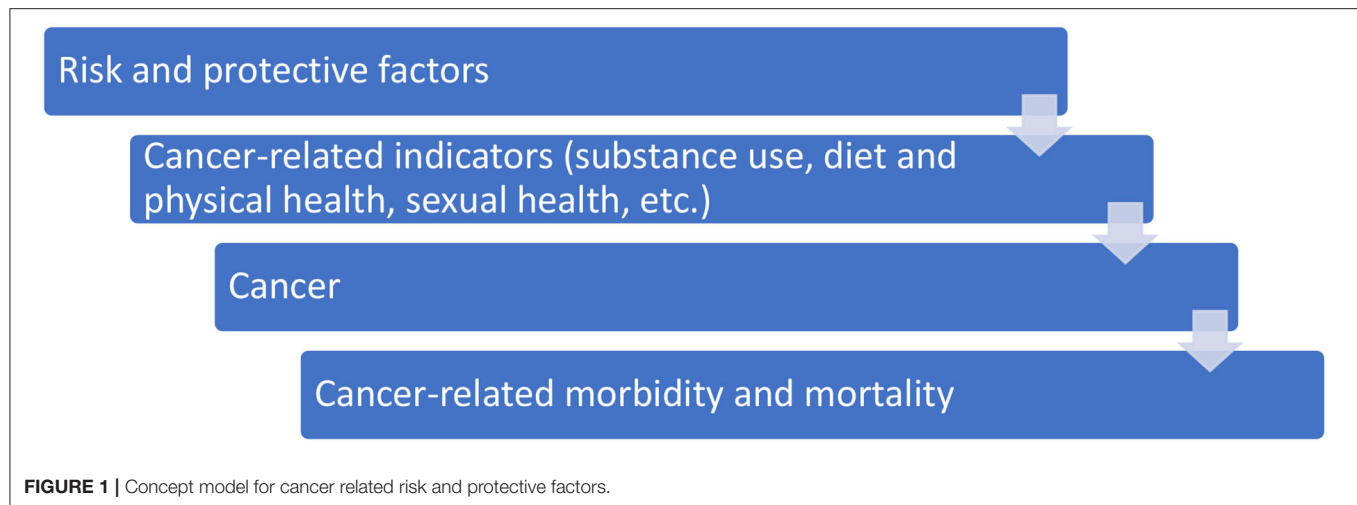 Risk and protective factors
Cancer-related indicators (substance use, diet and
physical health, sexual health, etc.)
Cancer
Cancer-related morbidity and mortality
FIGURE 1 | Concept model for cancer related risk and protective factors.